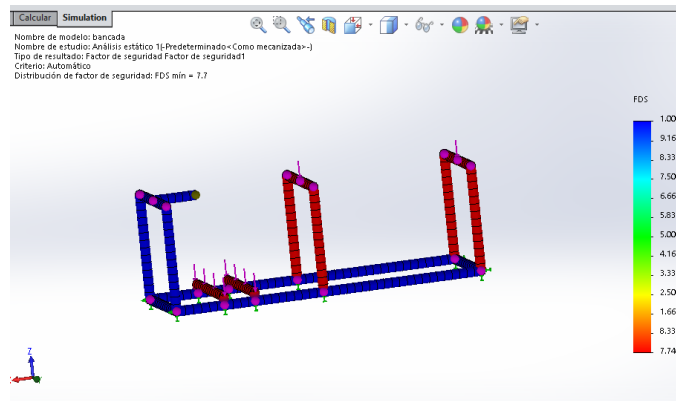 Calcular Simulation
Nombre de modelo: bancada
Nombre de estudio: Análisis estático 1(-Predeterminado<Como mecanizada>-)
Tipo de resultado: Factor de seguridad Factor de seguridad1
Criterio: Automático
Distribución de factor de seguridad: FDS mín = 7.7
FDS
1.00
9.16
8.33
7.50
6.66
5.83
5.00
4.16
3.33
2.50
1.66
8.33
7.74
Z